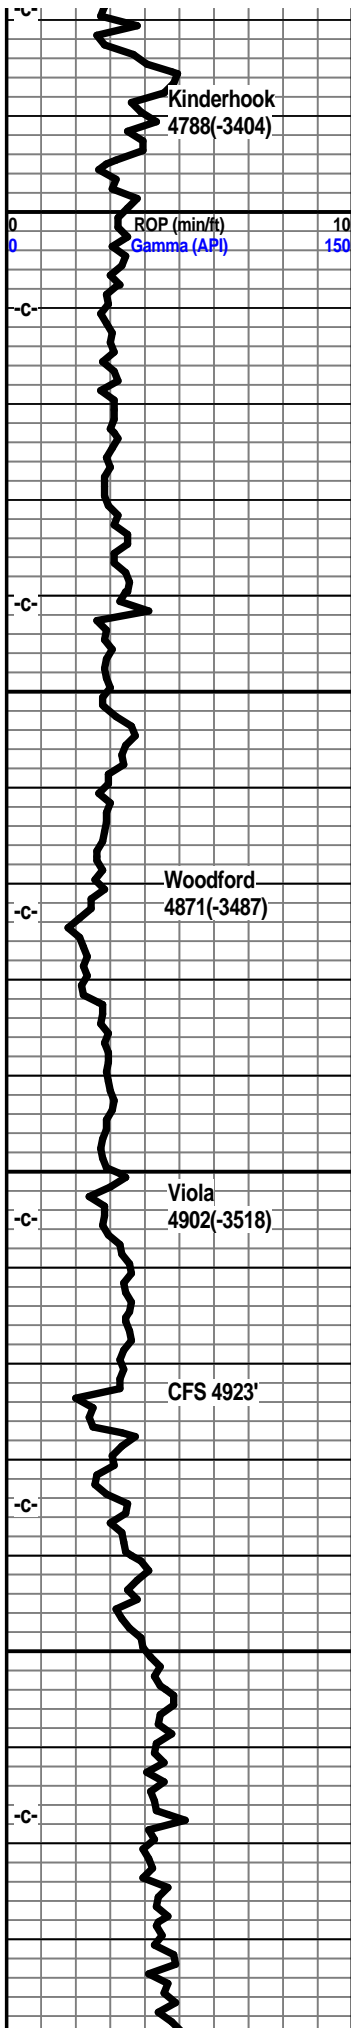 -c-
Kinderhook
4788(-3404)
0 ROP (min/ft) 10
0 Gamma (API) 150
-c-
-c-
Woodford
4871(-3487)
-c-
Viola
4902(-3518)
-c-
CFS 4923'
-c-
-c-